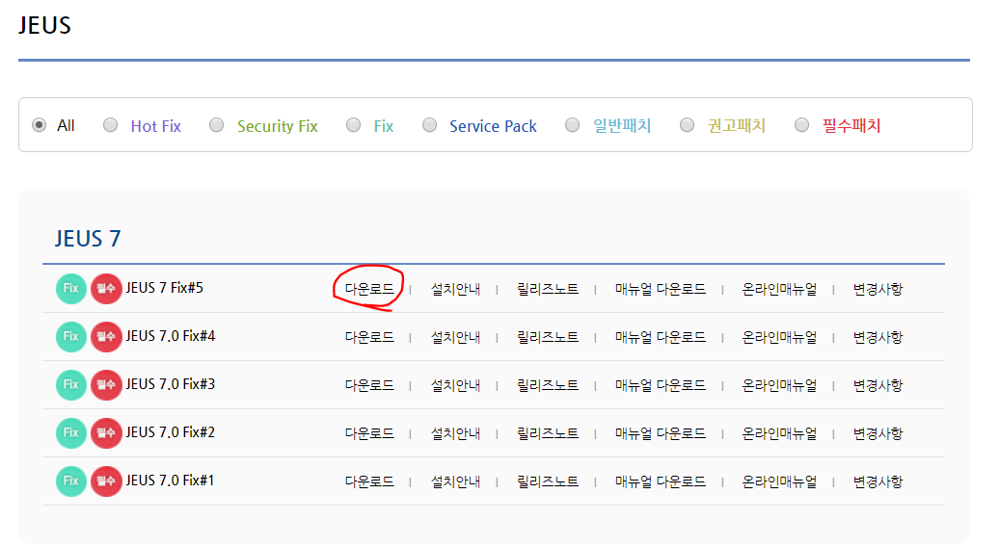 JEUS
All Hot Fix Security Fix Fix Service Pack 일반패치 권고패치 필수패치
JEUS 7
Fix 필수 JEUS 7 Fix#5 다운로드 | 설치안내 | 릴리즈노트 | 매뉴얼 다운로드 | 온라인매뉴얼 | 변경사항
Fix 필수 JEUS 7.0 Fix#4 다운로드 | 설치안내 | 릴리즈노트 | 매뉴얼 다운로드 | 온라인매뉴얼 | 변경사항
Fix 필수 JEUS 7.0 Fix#3 다운로드 | 설치안내 | 릴리즈노트 | 매뉴얼 다운로드 | 온라인매뉴얼 | 변경사항
Fix 필수 JEUS 7.0 Fix#2 다운로드 | 설치안내 | 릴리즈노트 | 매뉴얼 다운로드 | 온라인매뉴얼 | 변경사항
Fix 필수 JEUS 7.0 Fix#1 다운로드 | 설치안내 | 릴리즈노트 | 매뉴얼 다운로드 | 온라인매뉴얼 | 변경사항